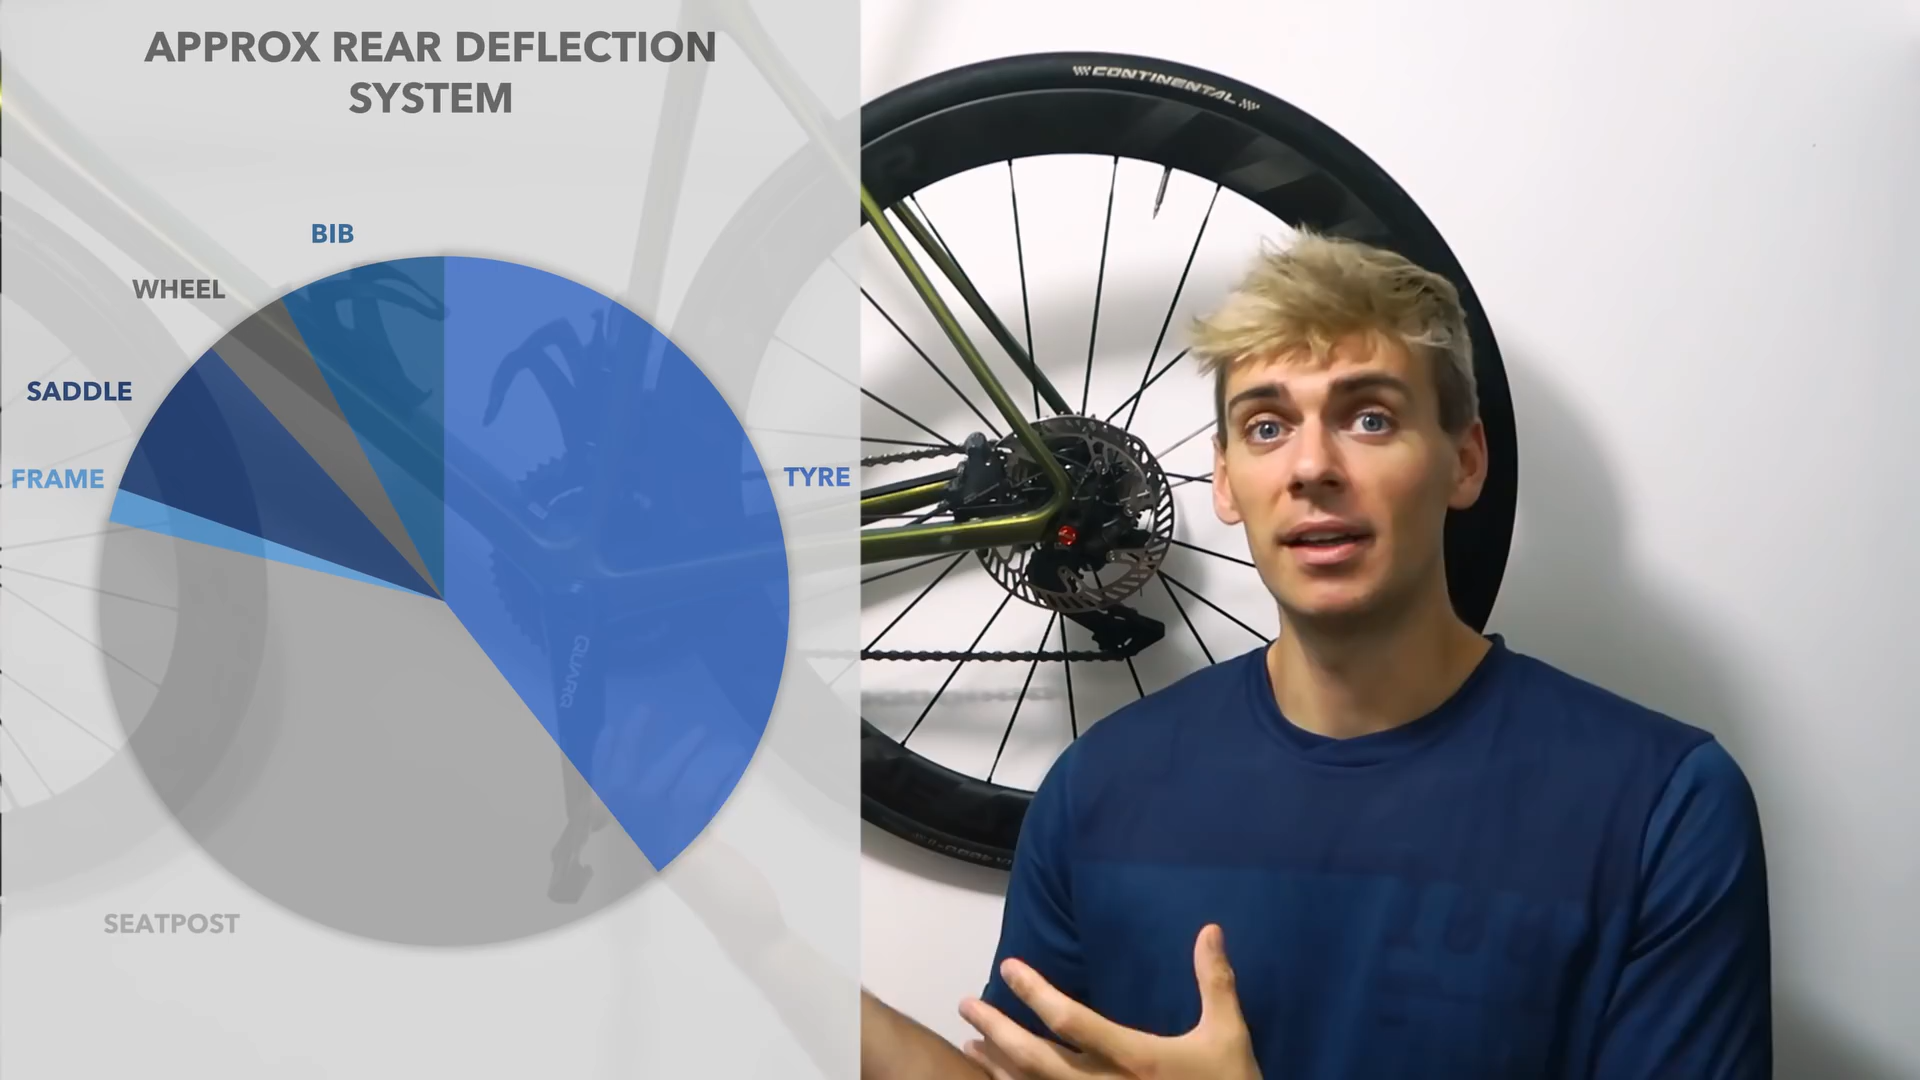 APPROX REAR DEFLECTION
SYSTEM
BIB
WHEEL
SADDLE
FRAME
TYRE
SEATPOST
CONTINENTAL
QUARQ